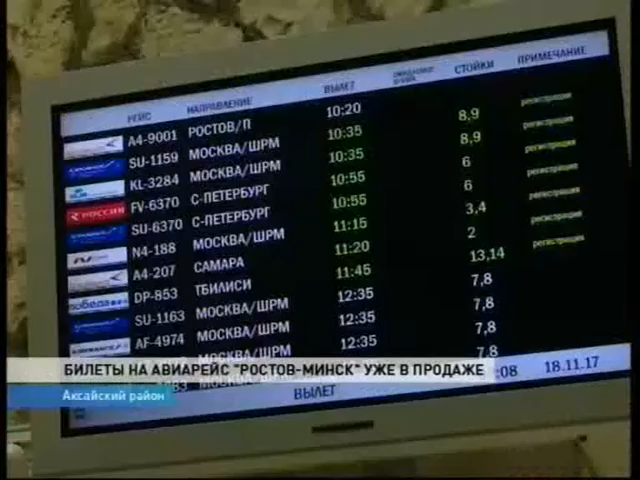 РЕЙС НАПРАВЛЕНИЕ ВЫЛЕТ СТОЙКИ ПРИМЕЧАНИЕ
A4-9001 РОСТОВ/П 10:20
SU-1159 МОСКВА/ШРМ 10:35 8,9 регистрация
KL-3284 МОСКВА/ШРМ 10:35 8,9 регистрация
РОССИЯ FV-6370 С-ПЕТЕРБУРГ 10:55 6 регистрация
SU-6370 С-ПЕТЕРБУРГ 10:55 6 регистрация
N4-188 МОСКВА/ШРМ 11:15 3,4 регистрация
A4-207 САМАРА 11:20 2 регистрация
победа DP-853 ТБИЛИСИ 11:45 13,14 регистрация
SU-1163 МОСКВА/ШРМ 12:35 7,8
AF-4974 МОСКВА/ШРМ 12:35 7,8
МОСКВА/ШРМ 12:35 7,8
МОСКВА/ШРМ 7,8
ВЫЛЕТ :08 18.11.17
БИЛЕТЫ НА АВИАРЕЙС "РОСТОВ-МИНСК" УЖЕ В ПРОДАЖЕ
Аксайский район